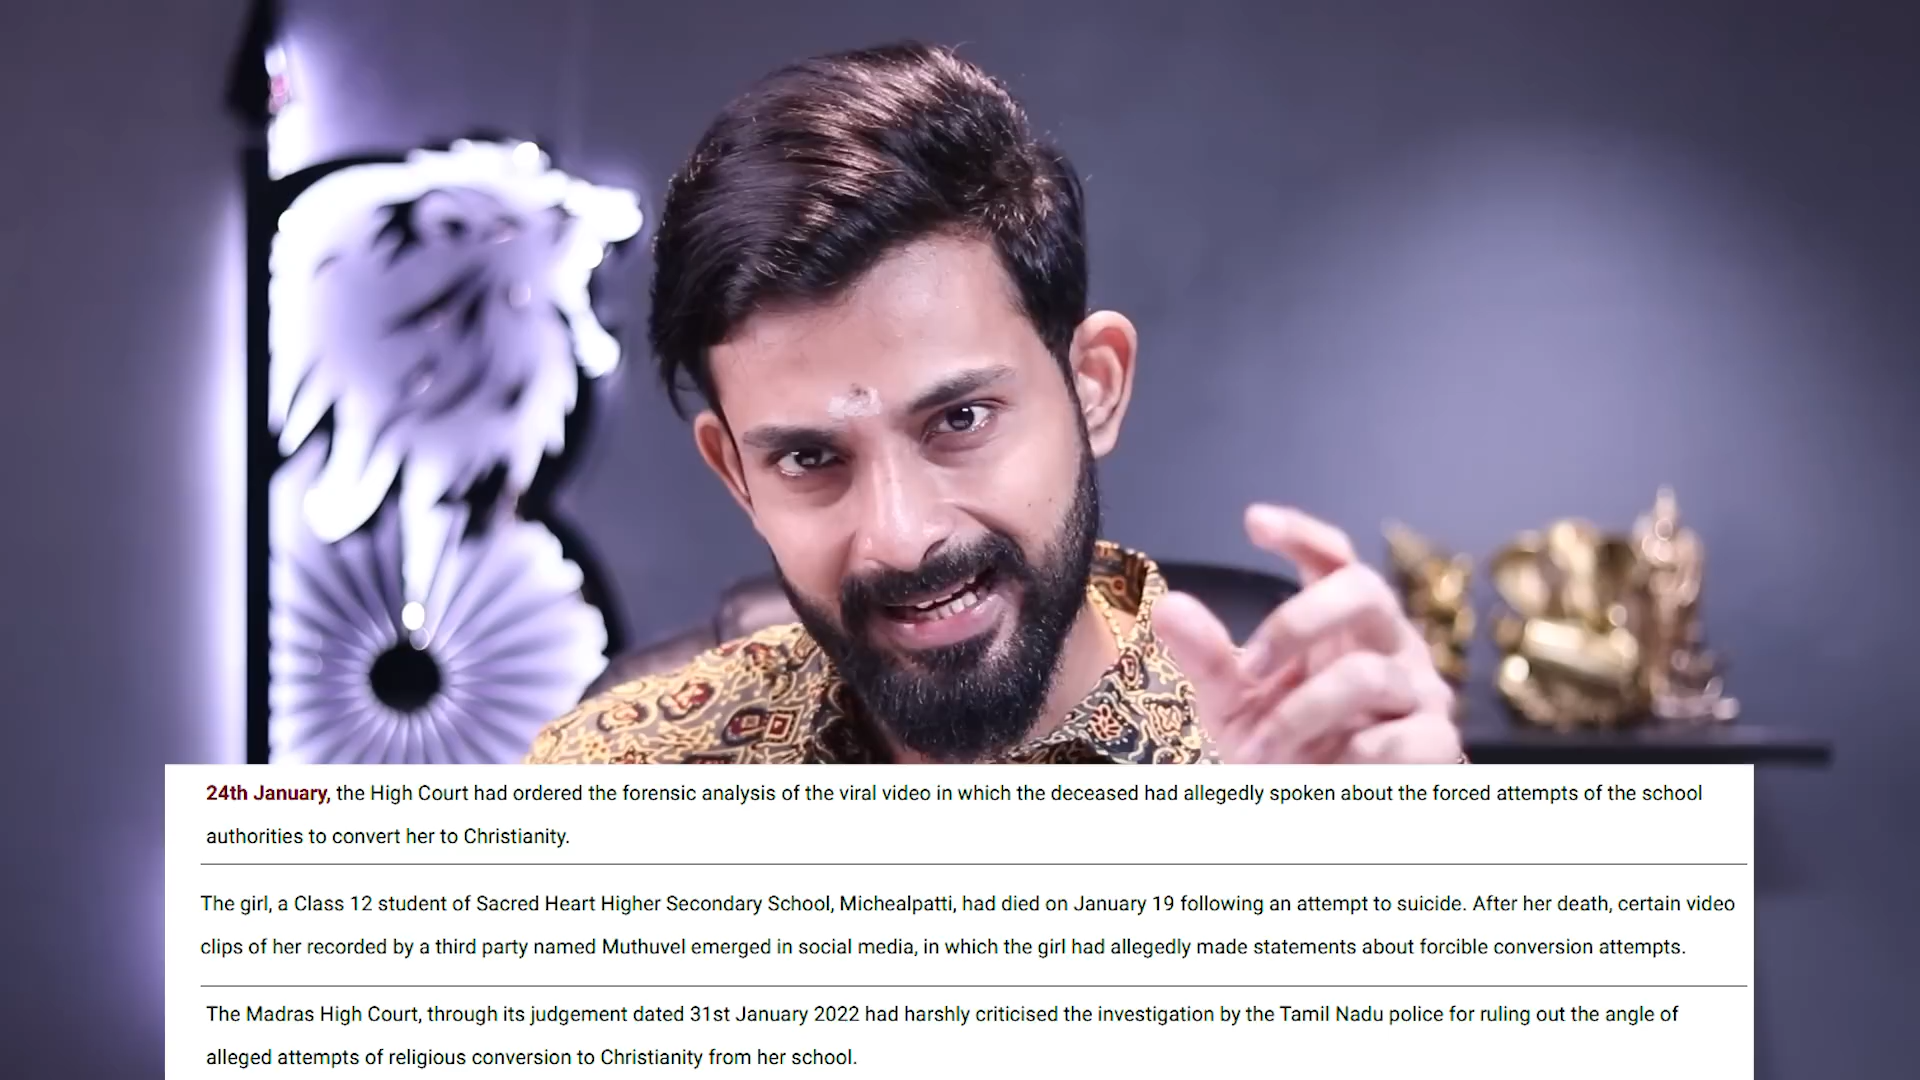 24th January, the High Court had ordered the forensic analysis of the viral video in which the deceased had allegedly spoken about the forced attempts of the school
authorities to convert her to Christianity.
The girl, a Class 12 student of Sacred Heart Higher Secondary School, Michealpatti, had died on January 19 following an attempt to suicide. After her death, certain video
clips of her recorded by a third party named Muthuvel emerged in social media, in which the girl had allegedly made statements about forcible conversion attempts.
The Madras High Court, through its judgement dated 31st January 2022 had harshly criticised the investigation by the Tamil Nadu police for ruling out the angle of
alleged attempts of religious conversion to Christianity from her school.